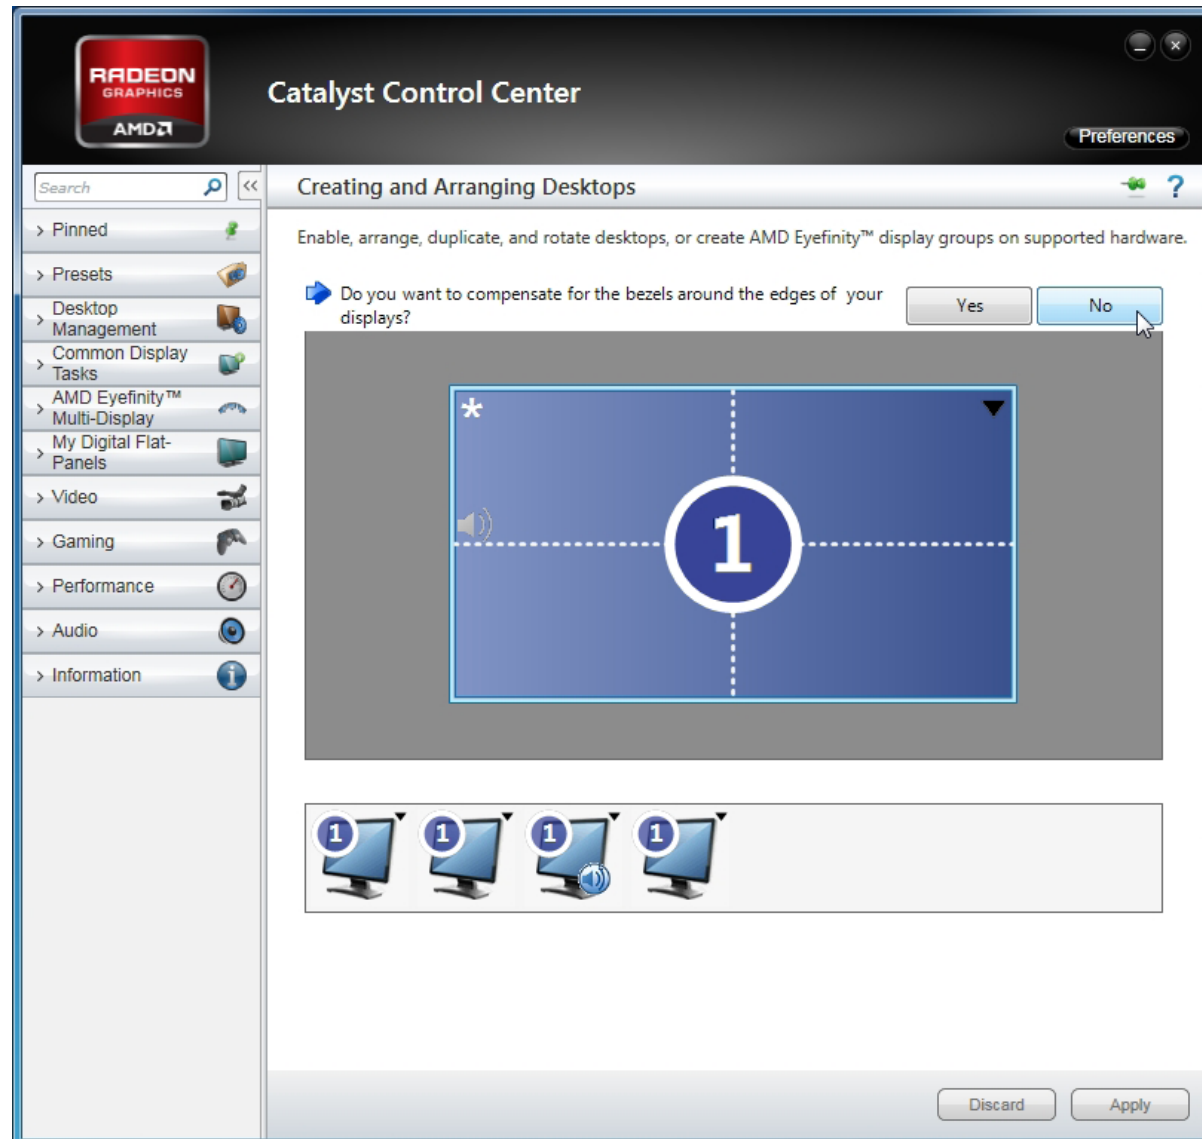 RADEON
GRAPHICS
AMD
Catalyst Control Center
Preferences
Search
<<
Creating and Arranging Desktops
?
Pinned
Presets
Desktop
Management
Common Display
Tasks
AMD Eyefinity™
Multi-Display
My Digital Flat-
Panels
Video
Gaming
Performance
Audio
Information
Enable, arrange, duplicate, and rotate desktops, or create AMD Eyefinity™ display groups on supported hardware.
Do you want to compensate for the bezels around the edges of your
displays?
Yes
No
*
1
1
1
1
1
Discard
Apply